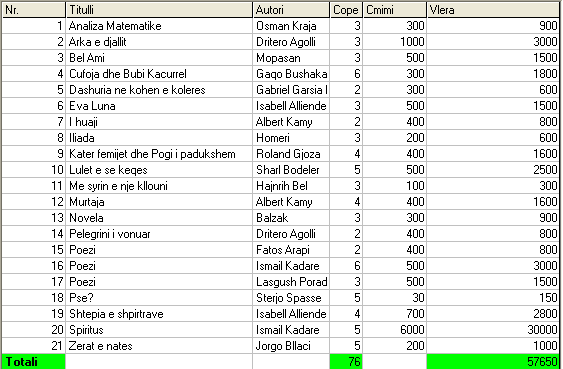 Nr. Titulli Autori Cope Cmimi Vlera
1 Analiza Matematike Osman Kraja 3 300 900
2 Arka e djallit Dritero Agolli 3 1000 3000
3 Bel Ami Mopasan 3 500 1500
4 Cufoja dhe Bubi Kacurrel Gaqo Bushaka 6 300 1800
5 Dashuria ne kohen e koleres Gabriel Garsia l 2 300 600
6 Eva Luna Isabell Alliende 3 500 1500
7 I huaji Albert Kamy 2 400 800
8 Iliada Homeri 3 200 600
9 Kater femijet dhe Pogi i padukshem Roland Gjoza 4 400 1600
10 Lulet e se keqes Sharl Bodeler 5 500 2500
11 Me syrin e nje kllouni Hajnrih Bel 3 100 300
12 Murtaja Albert Kamy 4 400 1600
13 Novela Balzak 3 300 900
14 Pelegrini i vonuar Dritero Agolli 2 400 800
15 Poezi Fatos Arapi 2 400 800
16 Poezi Ismail Kadare 6 500 3000
17 Poezi Lasgush Porad 3 500 1500
18 Pse? Sterjo Spasse 5 30 150
19 Shtepia e shpirtrave Isabell Alliende 4 700 2800
20 Spiritus Ismail Kadare 5 6000 30000
21 Zerat e nates Jorgo Bllaci 5 200 1000
Totali 76 57650